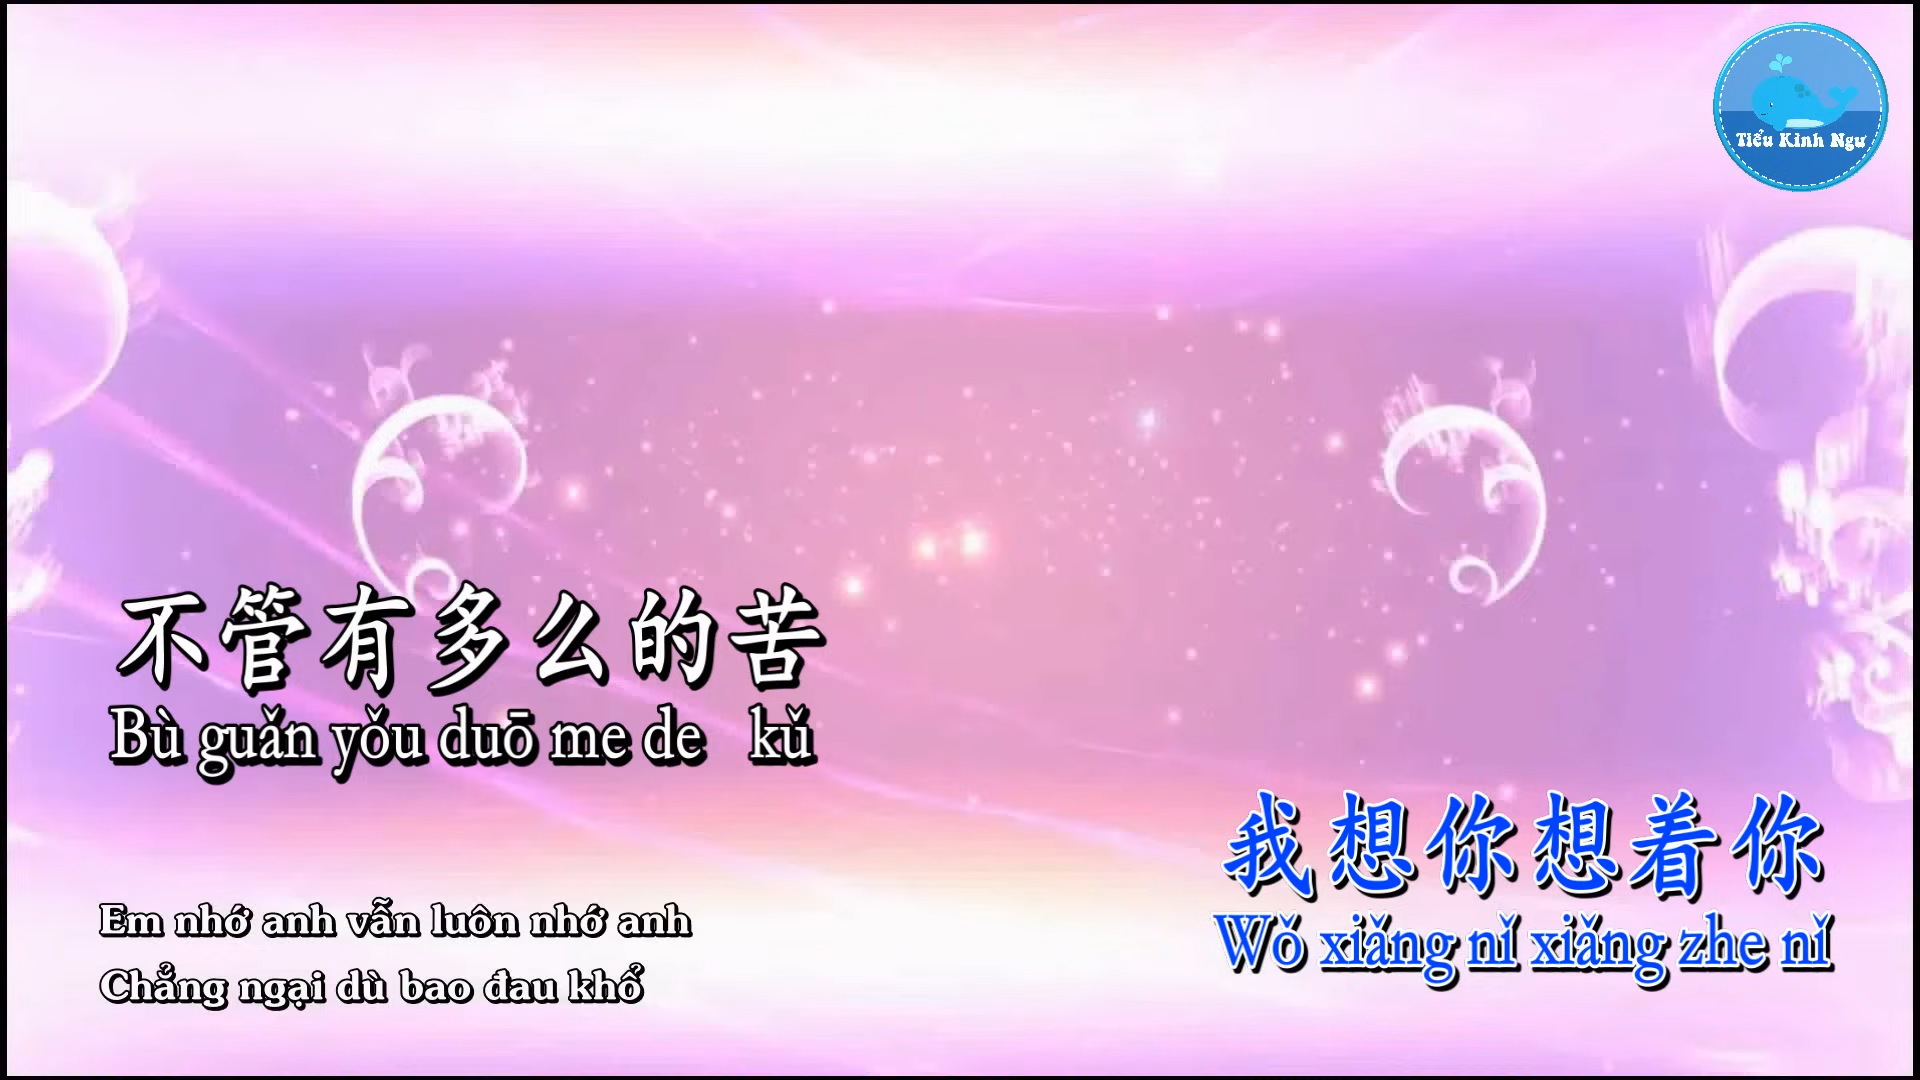 Tiểu Kình Ngư
不管有多么的苦
Bù guǎn yǒu duō me de kǔ
我想你想着你
Wǒ xiǎng nǐ xiǎng zhe nǐ
Em nhớ anh vẫn luôn nhớ anh
Chẳng ngại dù bao đau khổ